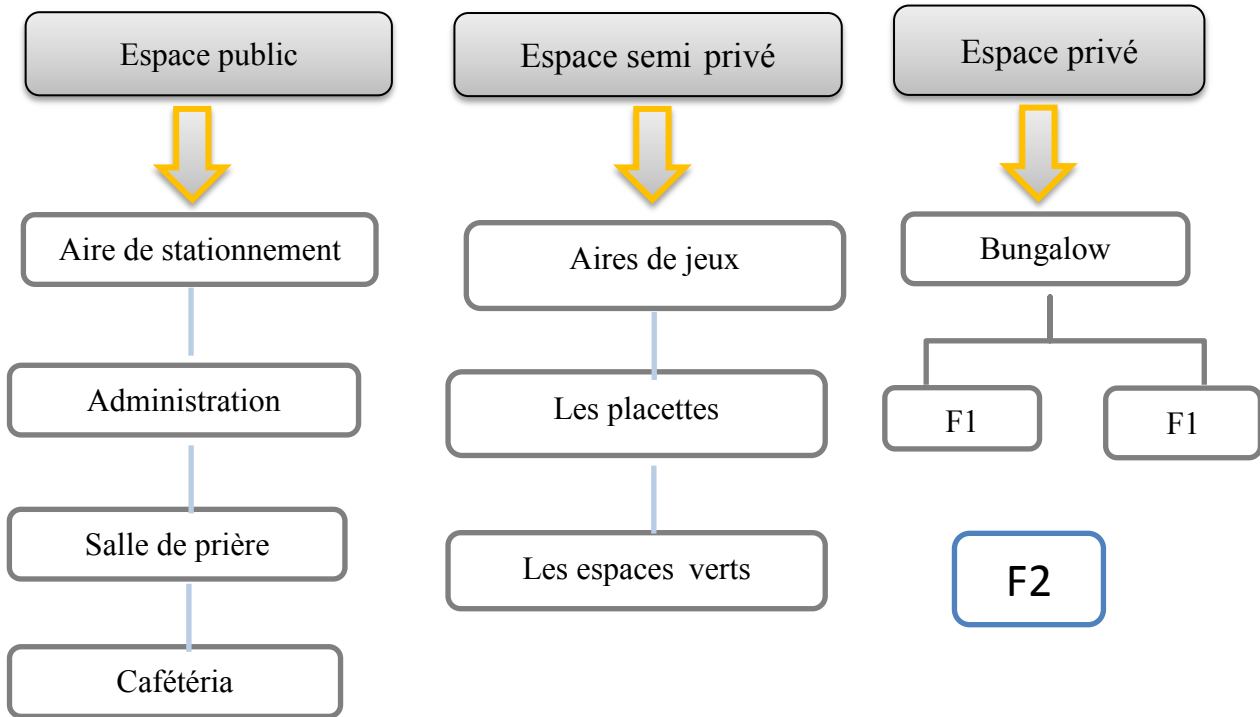 Espace public
Aire de stationnement
Administration
Salle de prière
Cafétéria
Espace semi privé
Aires de jeux
Les placettes
Les espaces verts
Espace privé
Bungalow
F1
F1
F2